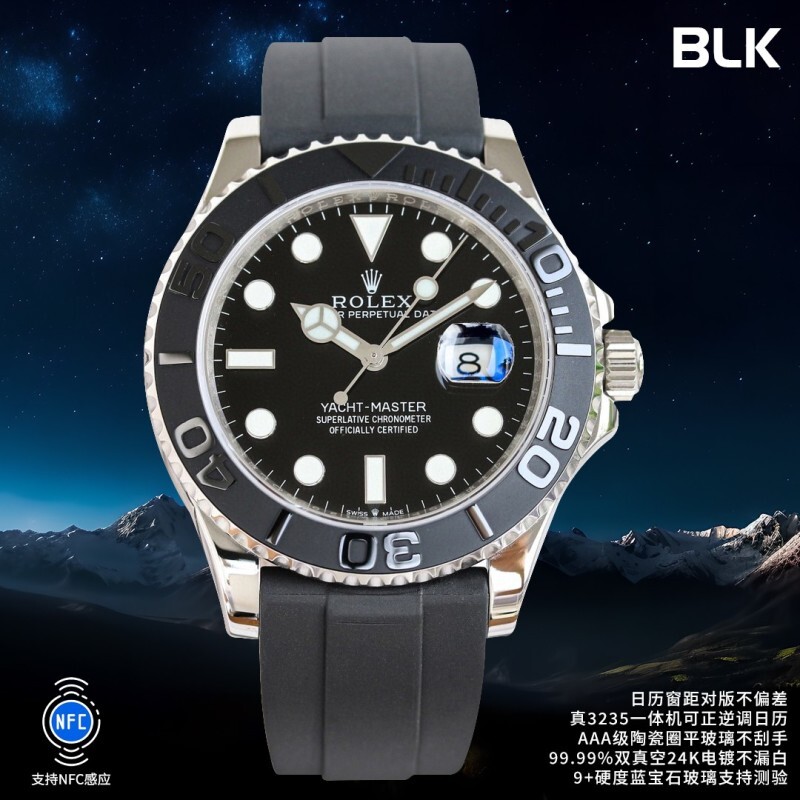 BLK
50
10
ROLEX
PERPETUAL
8
YACHT-MASTER
SUPERLATIVE CHRONOMETER
OFFICIALLY CERTIFIED
40
20
SWISS MADE
30
NFC
支持NFC感应
日历窗距对版不偏差
真3235一体机可正逆调日历
AAA级陶瓷圈平玻璃不刮手
99.99%双真空24K电镀不漏白
9+硬度蓝宝石玻璃支持测验